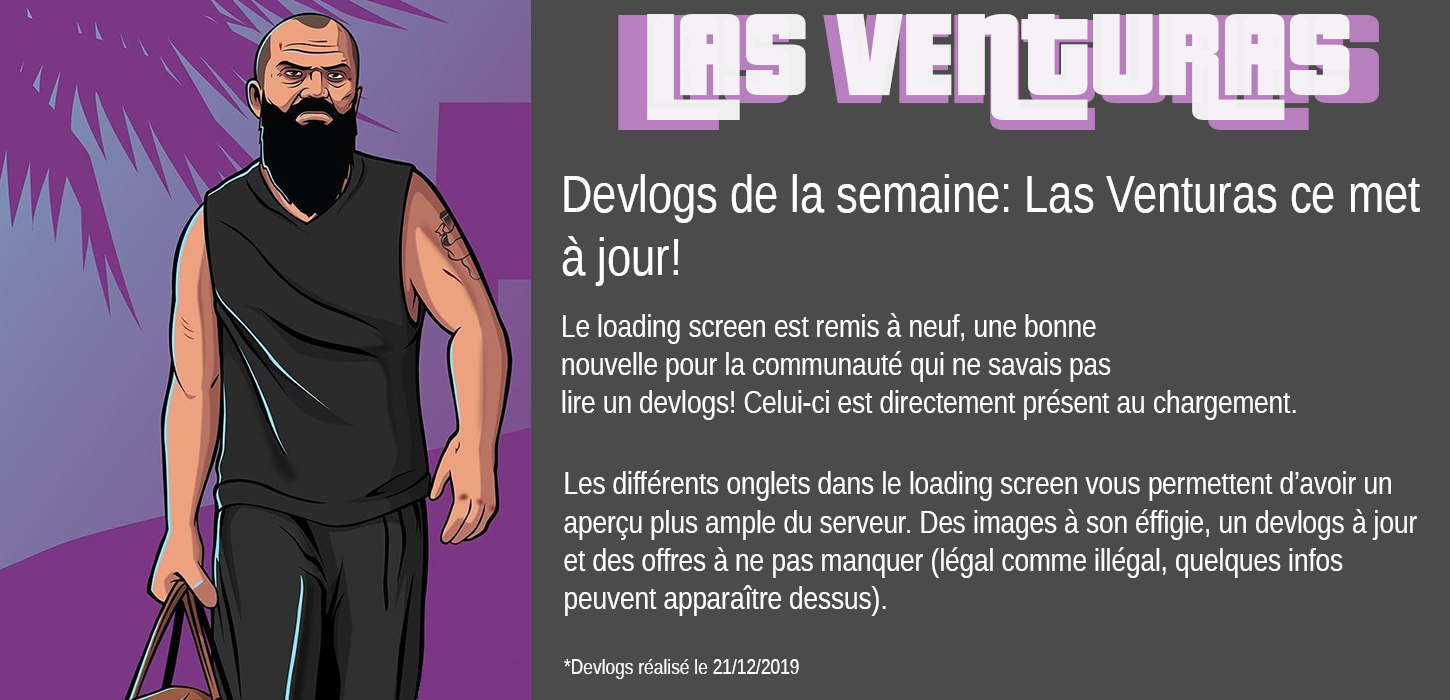 LAS VENTURAS
Devlogs de la semaine: Las Venturas ce met
à jour!
Le loading screen est remis à neuf, une bonne
nouvelle pour la communauté qui ne savais pas
lire un devlogs! Celui-ci est directement présent au chargement.
Les différents onglets dans le loading screen vous permettent d’avoir un
aperçu plus ample du serveur. Des images à son éffigie, un devlogs à jour
et des offres à ne pas manquer (légal comme illégal, quelques infos
peuvent apparaître dessus).
*Devlogs réalisé le 21/12/2019